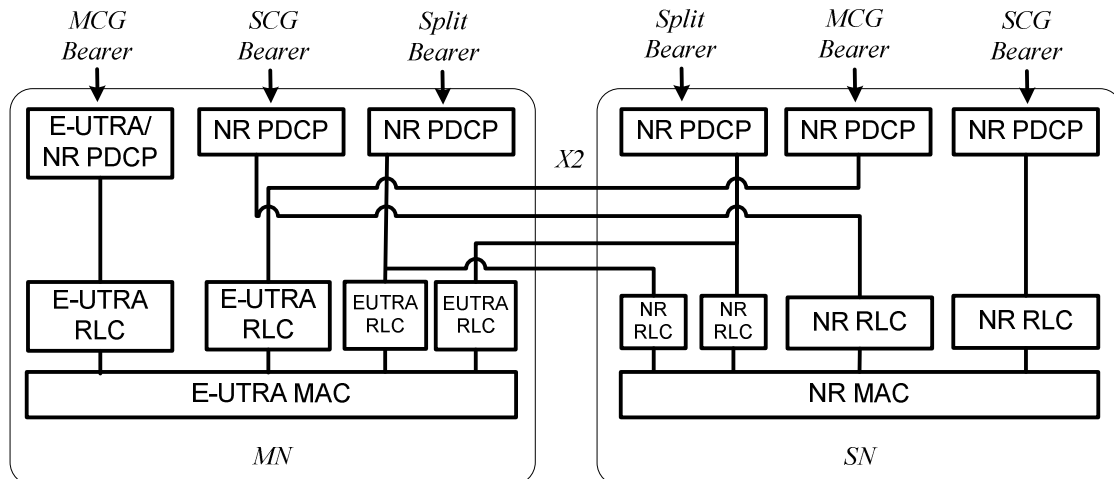 MCG
Bearer
SCG
Bearer
Split
Bearer
Split
Bearer
MCG
Bearer
SCG
Bearer
E-UTRA/
NR PDCP
NR PDCP
NR PDCP
X2
NR PDCP
NR PDCP
NR PDCP
E-UTRA
RLC
E-UTRA
RLC
EUTRA
RLC
EUTRA
RLC
NR
RLC
NR
RLC
NR RLC
NR RLC
E-UTRA MAC
NR MAC
MN
SN